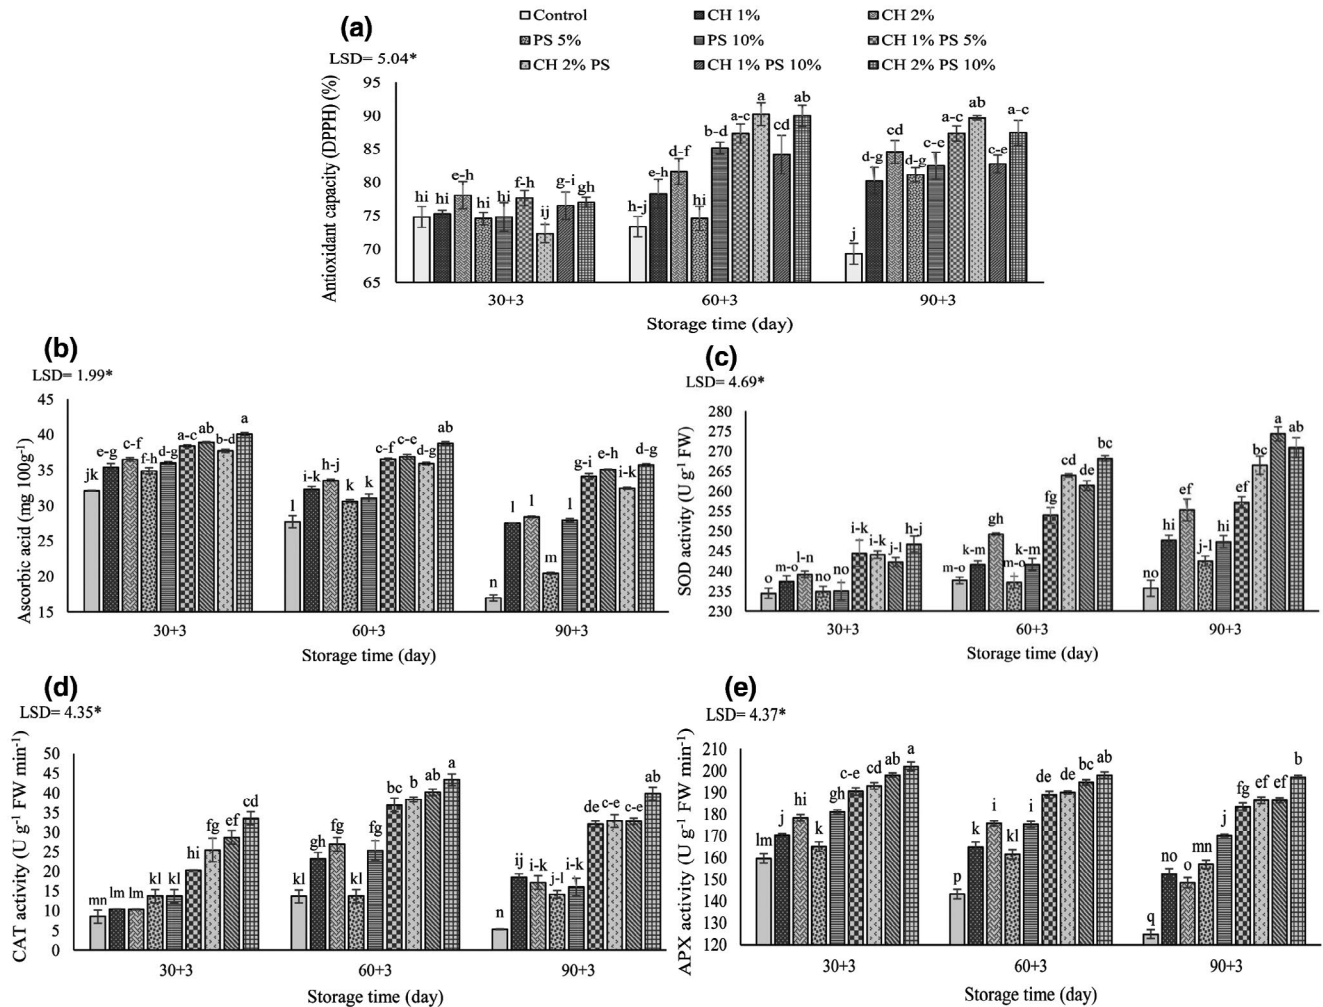 (a)
Control CH 1% CH 2%
PS 5% PS 10% CH 1% PS 5%
CH 2% PS CH 1% PS 10% CH 2% PS 10%
LSD= 5.04*
Antioxidant capacity (DPPH) (%)
95
90
85
80
75
70
65
hi hi e-h hi hi f-h ij g-i gh
h-j e-h d-f hi b-d a-c a cd ab
j d-g cd d-g c-e a-c ab c-e a-c
30+3 60+3 90+3
Storage time (day)
(b)
LSD= 1.99*
Ascorbic acid (mg 100g-1)
45
40
35
30
25
20
15
jk e-g c-f f-h d-g a-c ab b-d a
l i-k h-j k k c-f c-e d-g ab
n l l m l g-i e-h i-k d-g
30+3 60+3 90+3
Storage time (day)
(c)
LSD= 4.69*
SOD activity (U g-1 FW)
280
275
270
265
260
255
250
245
240
235
230
o m-o l-n no no i-k i-k j-l h-j
m-o k-m gh m-o k-m fg cd de bc
no hi ef j-l hi ef bc a ab
30+3 60+3 90+3
Storage time (day)
(d)
LSD= 4.35*
CAT activity (U g-1 FW min-1)
50
45
40
35
30
25
20
15
10
5
0
mn lm lm kl kl hi fg ef cd
kl gh fg kl fg bc b ab a
n ij i-k j-l i-k de c-e c-e ab
30+3 60+3 90+3
Storage time (day)
(e)
LSD= 4.37*
APX activity (U g-1 FW min-1)
210
200
190
180
170
160
150
140
130
120
lm j hi k gh c-e cd ab a
p k i kl i de de bc ab
q no o mn j fg ef ef b
30+3 60+3 90+3
Storage time (day)